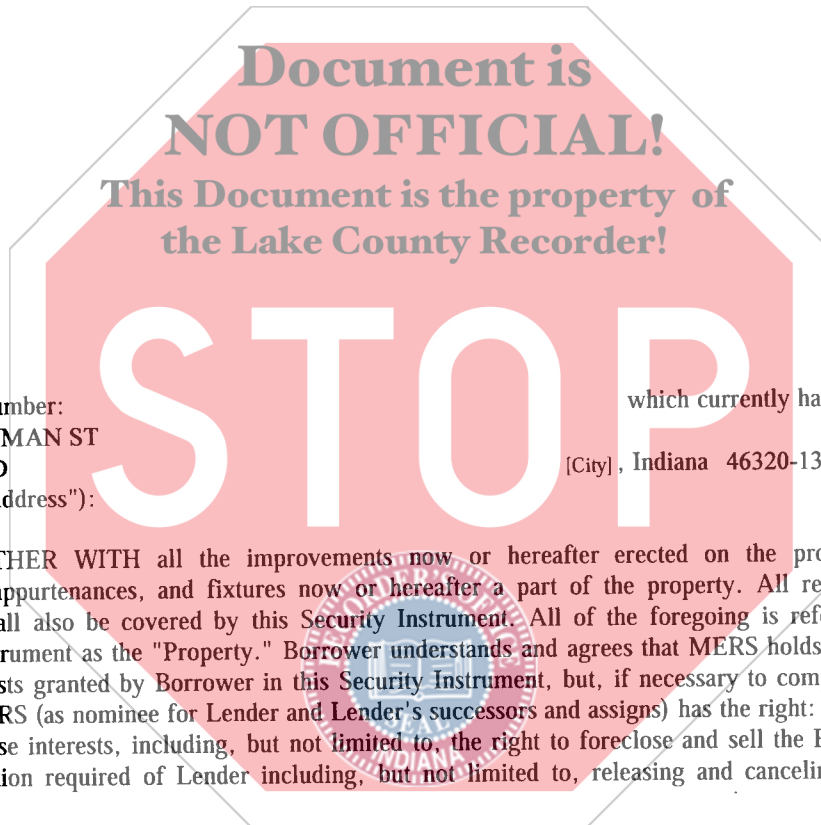 Document is
NOT OFFICIAL!
This Document is the property of
the Lake County Recorder!
STOP
umber: which currently ha
MAN ST
D [City] , Indiana 46320-13
ddress"):
THER WITH all the improvements now or hereafter erected on the pro
appurtenances, and fixtures now or hereafter a part of the property. All re
all also be covered by this Security Instrument. All of the foregoing is refe
rument as the "Property." Borrower understands and agrees that MERS holds
sts granted by Borrower in this Security Instrument, but, if necessary to com
RS (as nominee for Lender and Lender's successors and assigns) has the right:
se interests, including, but not limited to, the right to foreclose and sell the
ion required of Lender including, but not limited to, releasing and cancelin
RECORDER'S OFFICE
SEAL
INDIANA